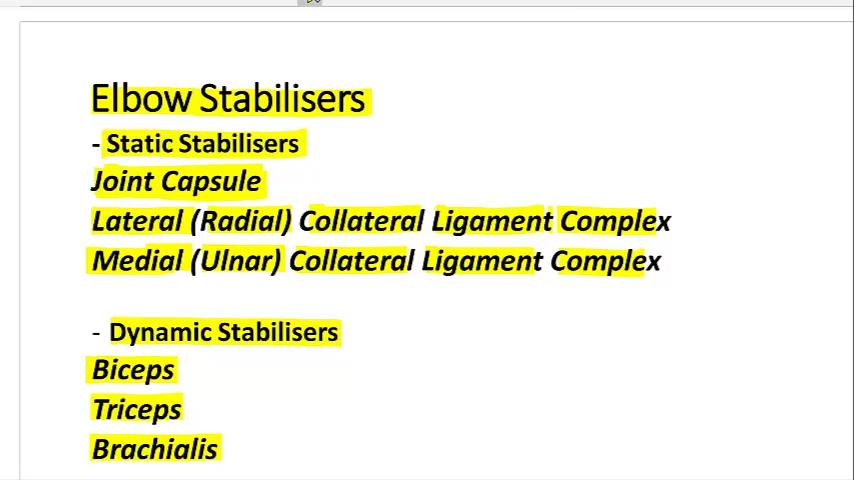 Elbow Stabilisers
- Static Stabilisers
Joint Capsule
Lateral (Radial) Collateral Ligament Complex
Medial (Ulnar) Collateral Ligament Complex
- Dynamic Stabilisers
Biceps
Triceps
Brachialis